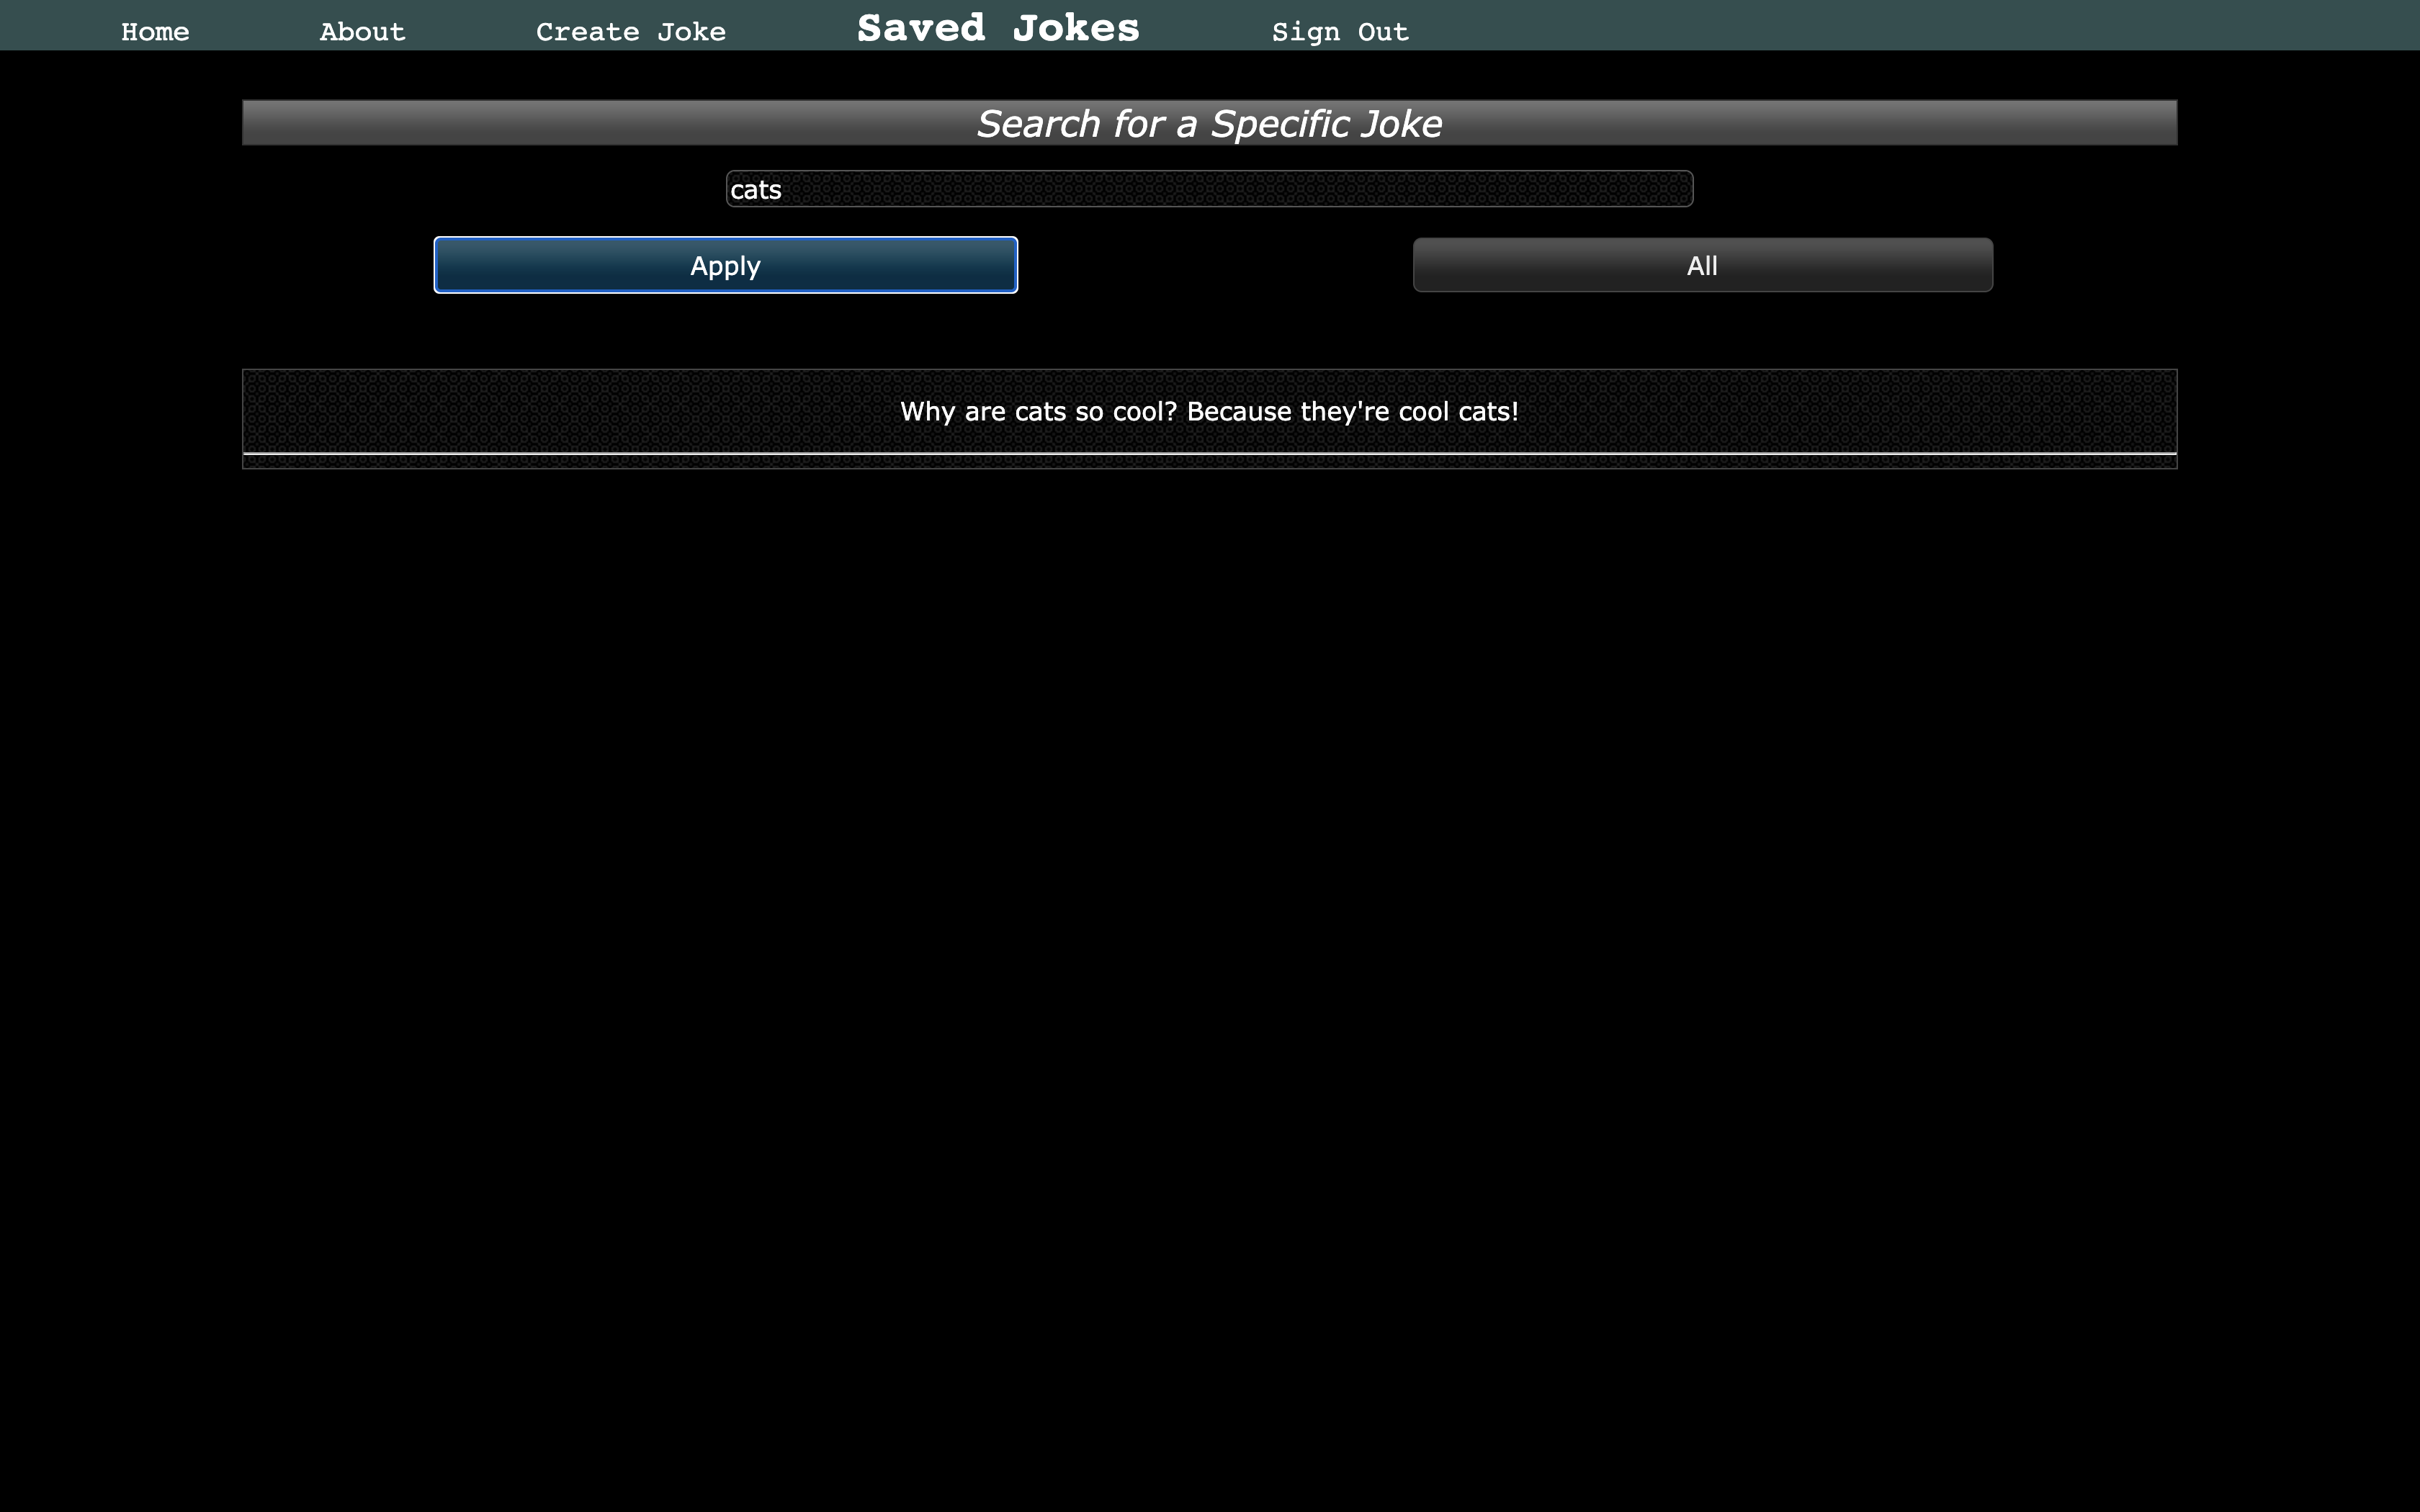 Home About Create Joke Saved Jokes Sign Out
Search for a Specific Joke
cats
Apply All
Why are cats so cool? Because they're cool cats!